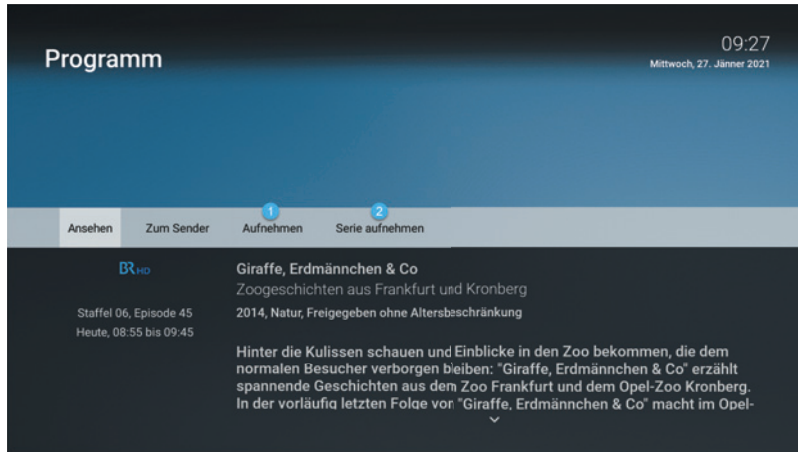 Programm
09:27
Mittwoch, 27. Jänner 2021
1 2
Ansehen Zum Sender Aufnehmen Serie aufnehmen
BR HD
Staffel 06, Episode 45
Heute, 08:55 bis 09:45
Giraffe, Erdmännchen & Co
Zoogeschichten aus Frankfurt und Kronberg
2014, Natur, Freigegeben ohne Altersbeschränkung
Hinter die Kulissen schauen und Einblicke in den Zoo bekommen, die dem
normalen Besucher verborgen bleiben: "Giraffe, Erdmännchen & Co" erzählt
spannende Geschichten aus dem Zoo Frankfurt und dem Opel-Zoo Kronberg.
In der vorläufig letzten Folge von "Giraffe, Erdmännchen & Co" macht im Opel-